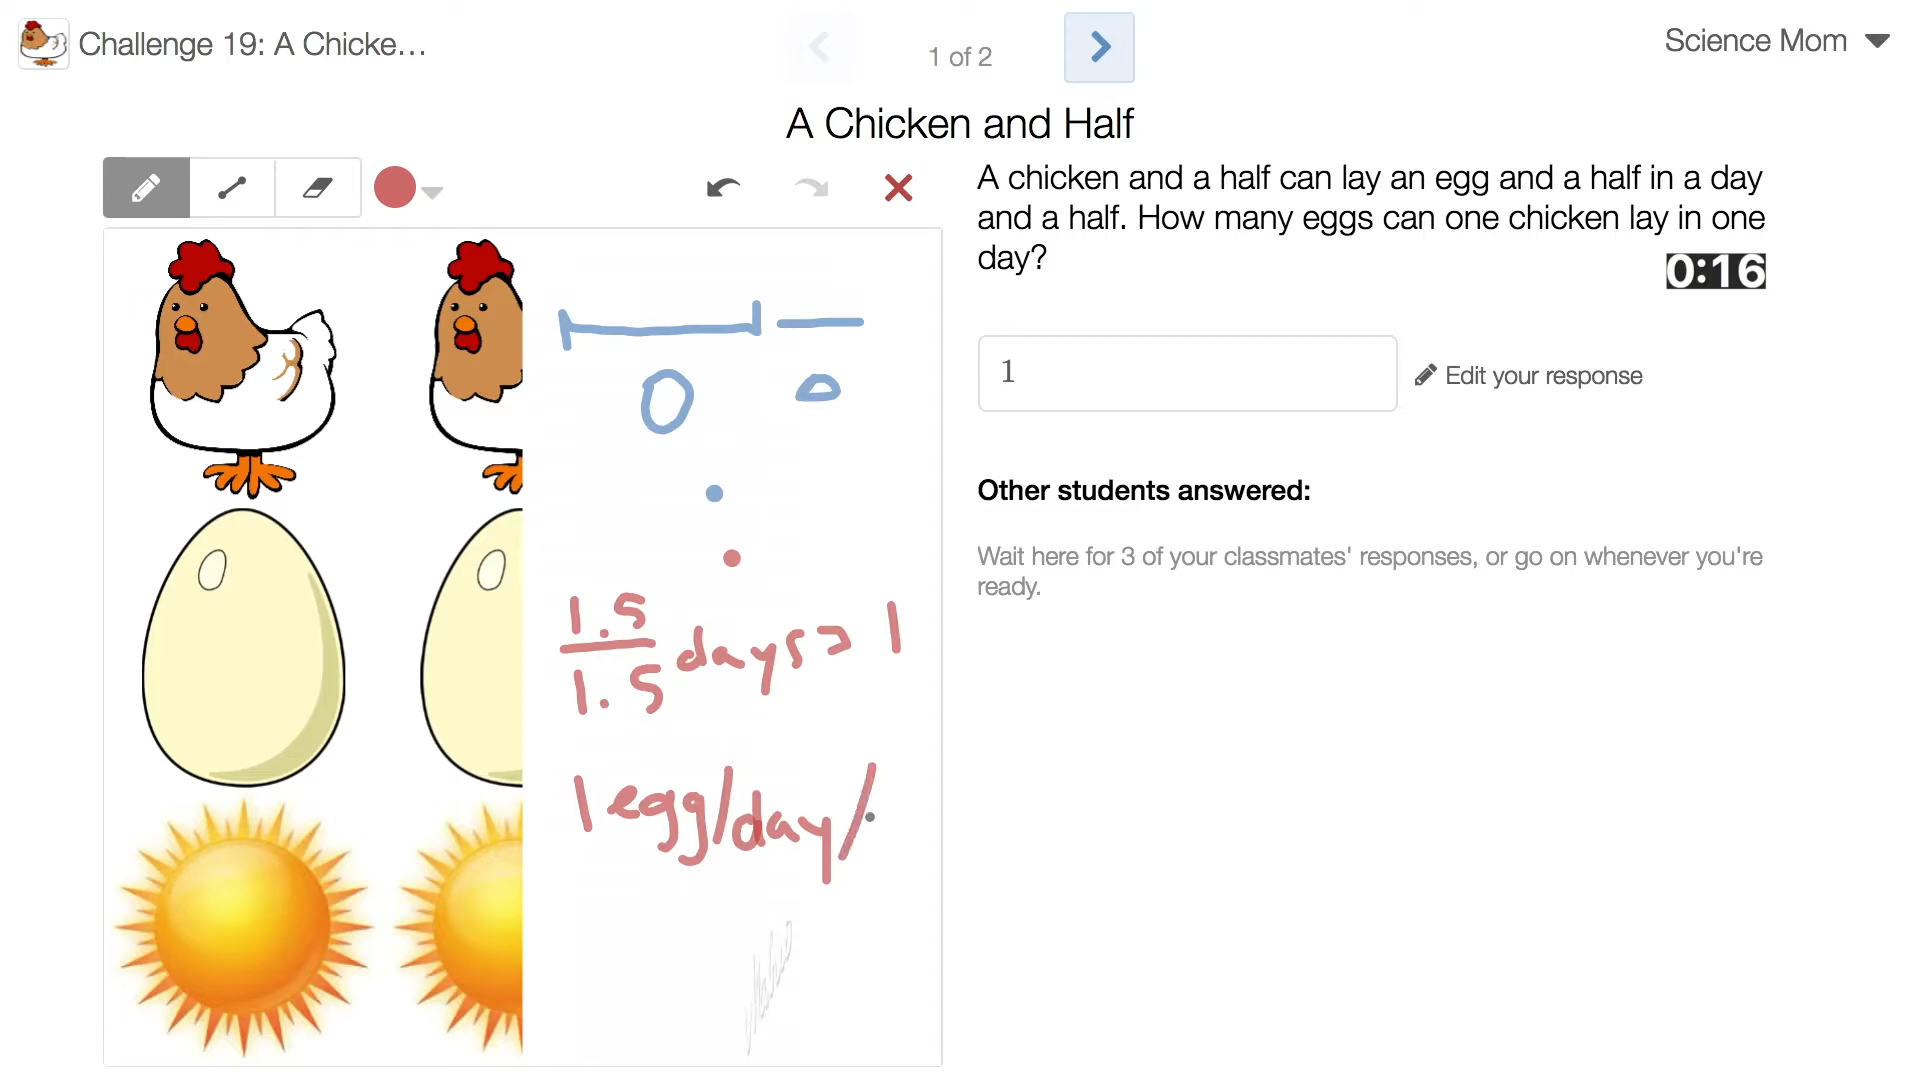 Challenge 19: A Chicke…
1 of 2
Science Mom
A Chicken and Half
A chicken and a half can lay an egg and a half in a day
and a half. How many eggs can one chicken lay in one
day?
0:16
1
Edit your response
Other students answered:
Wait here for 3 of your classmates' responses, or go on whenever you're
ready.
1.5
1.5 days = 1
1 egg/day/